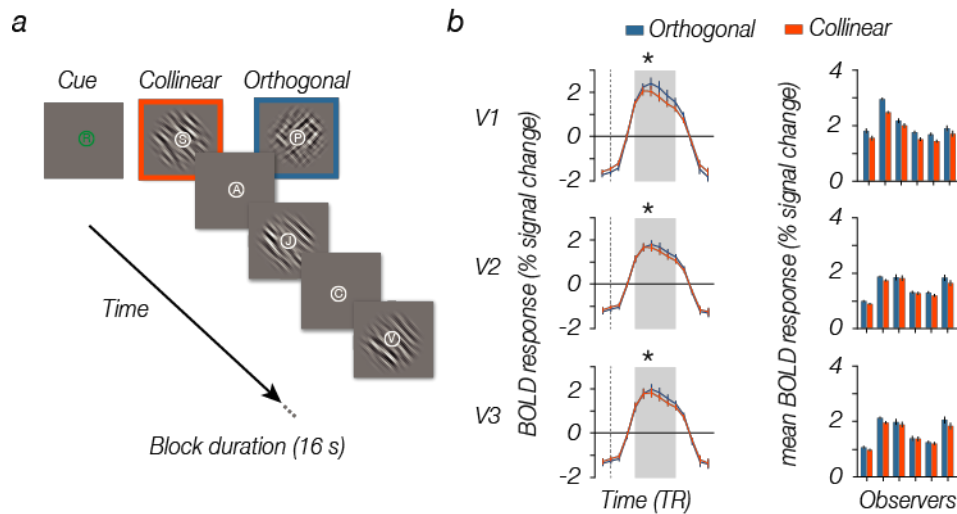 a
Cue
Collinear
Orthogonal
R
S
P
A
J
C
V
Time
Block duration (16 s)
b
Orthogonal
Collinear
V1
V2
V3
BOLD response (% signal change)
*
2
0
-2
*
2
0
-2
*
2
0
-2
Time (TR)
mean BOLD response (% signal change)
4
2
0
4
2
0
4
2
0
Observers